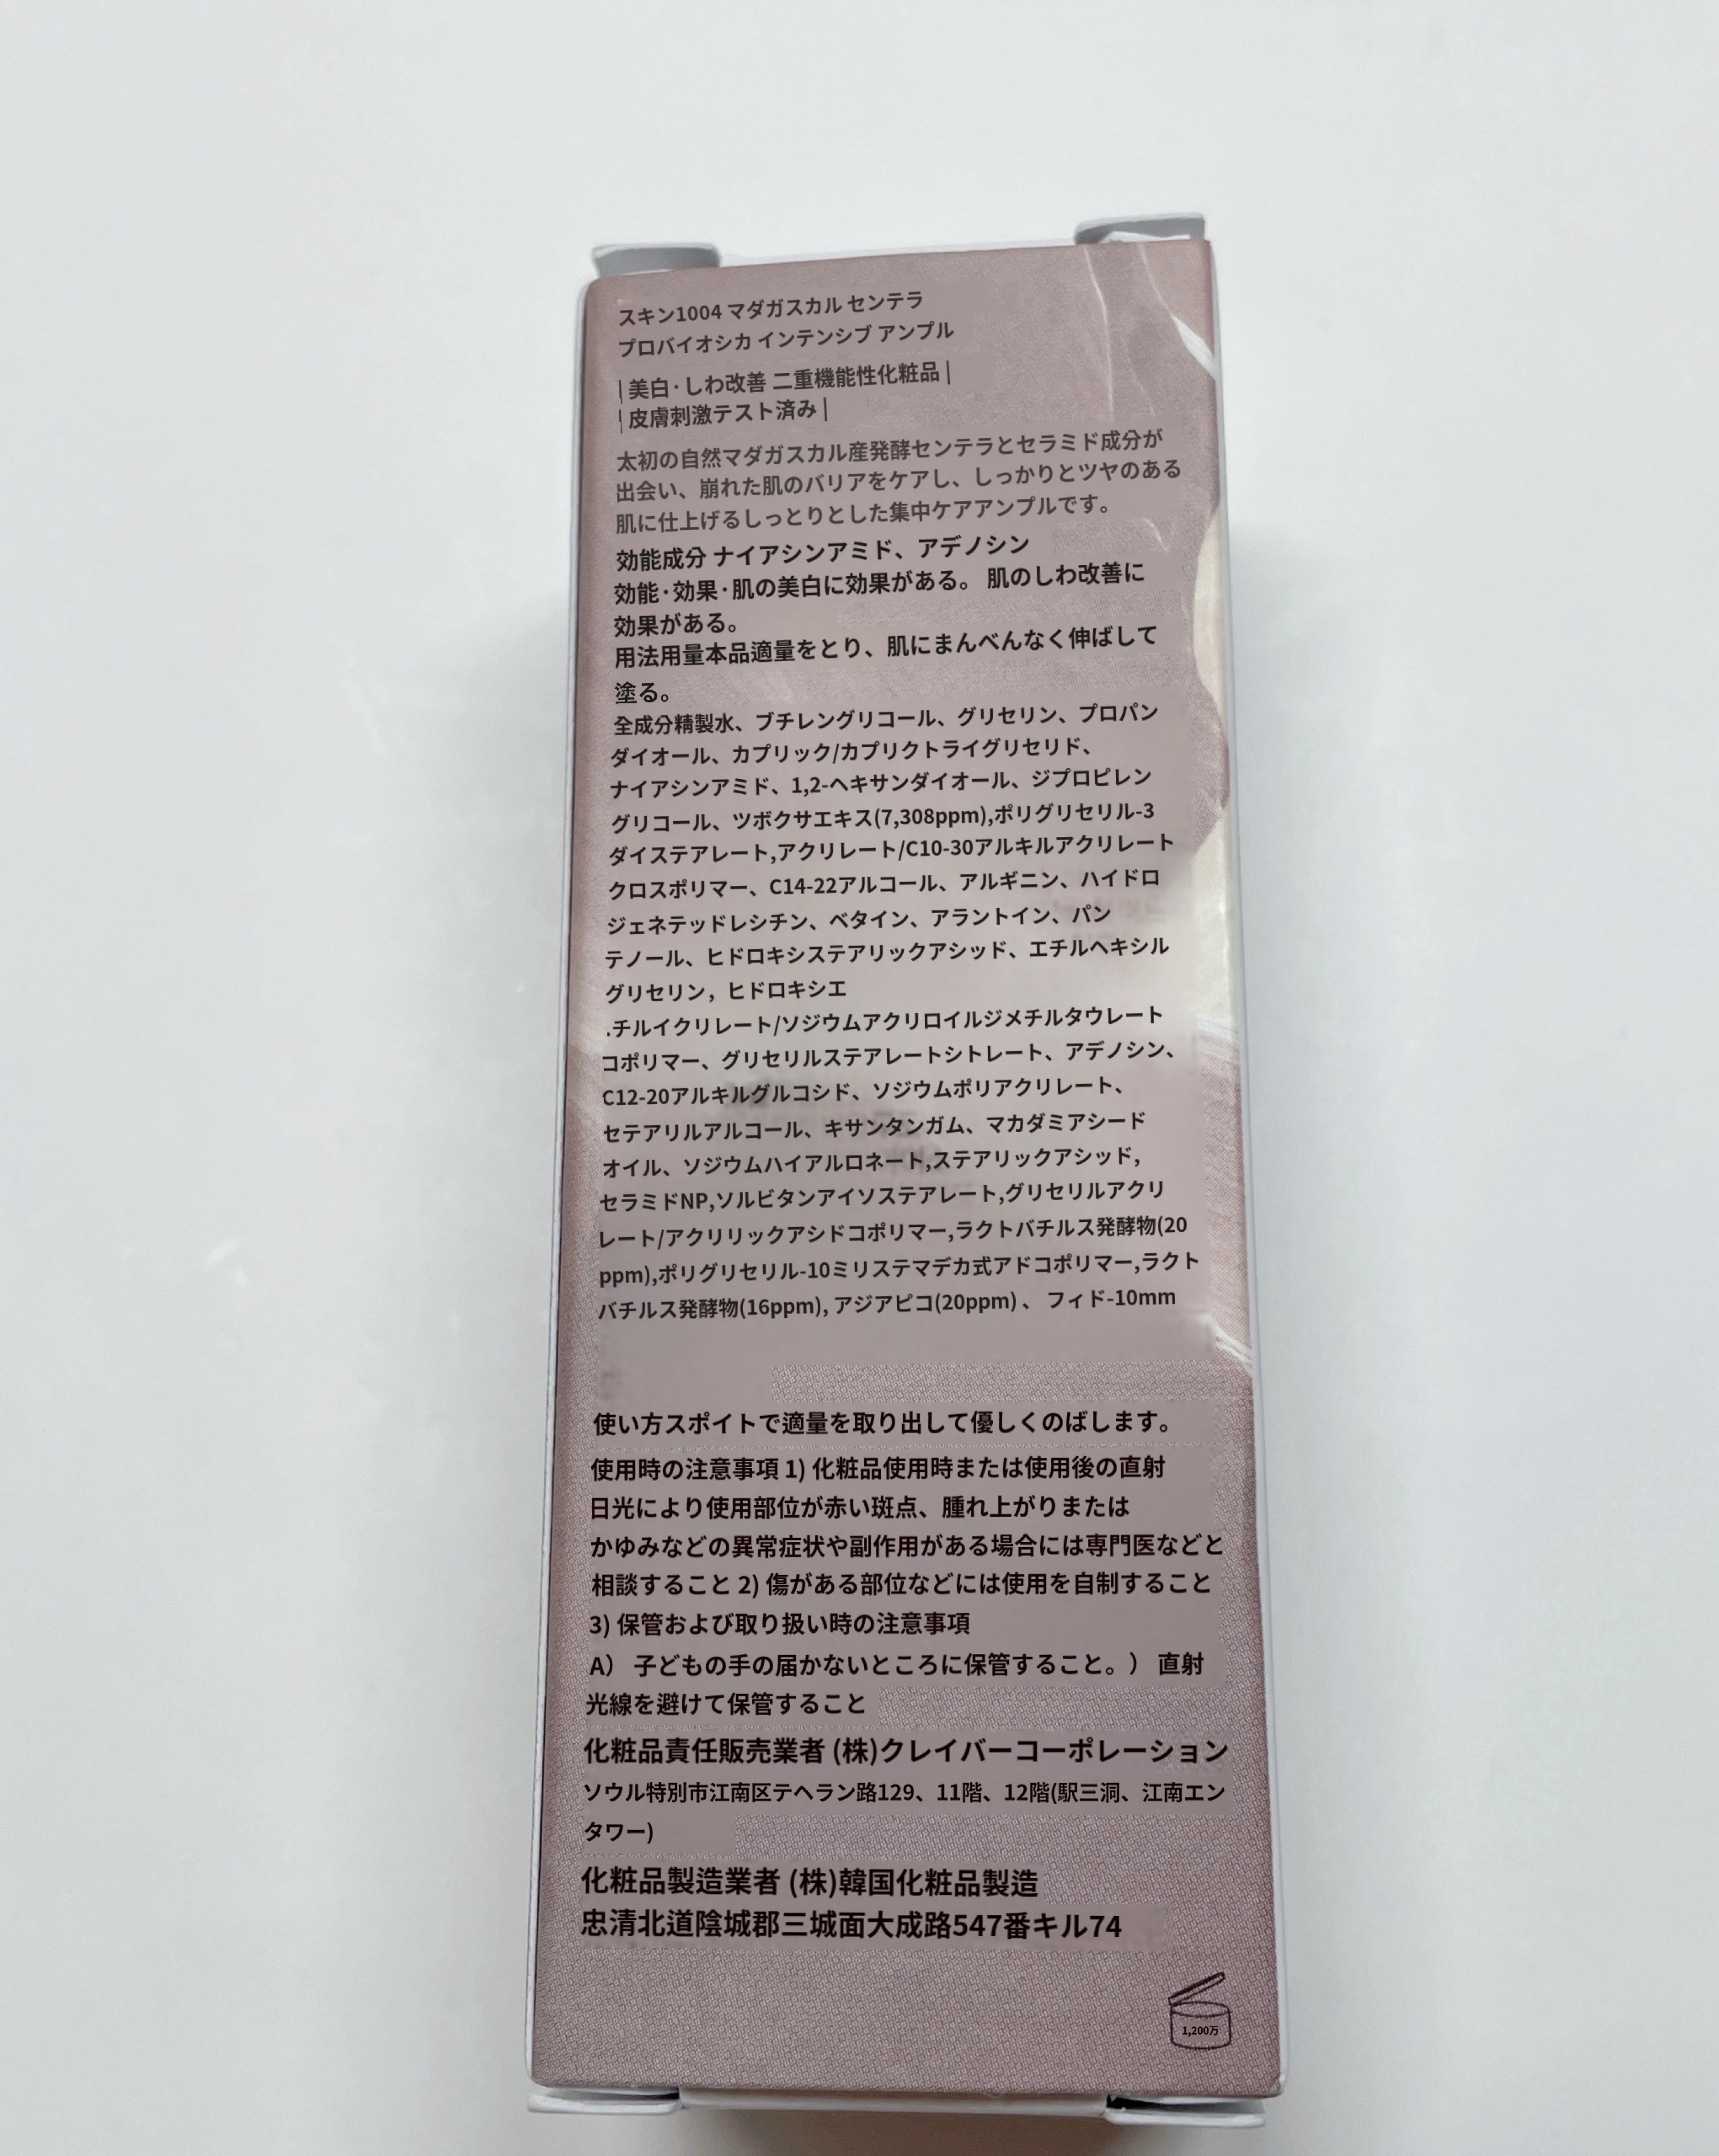 スキン1004 マダガスカル センテラ
プロバイオシカ インテンシブ アンプル
| 美白·しわ改善 二重機能性化粧品 |
| 皮膚刺激テスト済み |
太初の自然マダガスカル産発酵センテラとセラミド成分が
出会い、崩れた肌のバリアをケアし、しっかりとツヤのある
肌に仕上げるしっとりとした集中ケアアンプルです。
効能成分 ナイアシンアミド、アデノシン
効能·効果·肌の美白に効果がある。 肌のしわ改善に
効果がある。
用法用量本品適量をとり、肌にまんべんなく伸ばして
塗る。
全成分精製水、ブチレングリコール、グリセリン、プロパン
ダイオール、カプリック/カプリクトライグリセリド、
ナイアシンアミド、1,2-ヘキサンダイオール、ジプロピレン
グリコール、ツボクサエキス(7,308ppm),ポリグリセリル-3
ダイステアレート,アクリレート/C10-30アルキルアクリレート
クロスポリマー、C14-22アルコール、アルギニン、ハイドロ
ジェネテッドレシチン、ベタイン、アラントイン、パン
テノール、ヒドロキシステアリックアシッド、エチルヘキシル
グリセリン，ヒドロキシエ
.チルイクリレート/ソジウムアクリロイルジメチルタウレート
コポリマー、グリセリルステアレートシトレート、アデノシン、
C12-20アルキルグルコシド、ソジウムポリアクリレート、
セテアリルアルコール、キサンタンガム、マカダミアシード
オイル、ソジウムハイアルロネート,ステアリックアシッド,
セラミドNP,ソルビタンアイソステアレート,グリセリルアクリ
レート/アクリリックアシドコポリマー,ラクトバチルス発酵物(20
ppm),ポリグリセリル-10ミリステマデカ式アドコポリマー,ラクト
バチルス発酵物(16ppm), アジアピコ(20ppm) 、 フィド-10mm
使い方スポイトで適量を取り出して優しくのばします。
使用時の注意事項 1) 化粧品使用時または使用後の直射
日光により使用部位が赤い斑点、腫れ上がりまたは
かゆみなどの異常症状や副作用がある場合には専門医などと
相談すること 2) 傷がある部位などには使用を自制すること
3) 保管および取り扱い時の注意事項
A） 子どもの手の届かないところに保管すること。） 直射
光線を避けて保管すること
化粧品責任販売業者 (株)クレイバーコーポレーション
ソウル特別市江南区テヘラン路129、11階、12階(駅三洞、江南エン
タワー)
化粧品製造業者 (株)韓国化粧品製造
忠清北道陰城郡三城面大成路547番キル74
1,200万